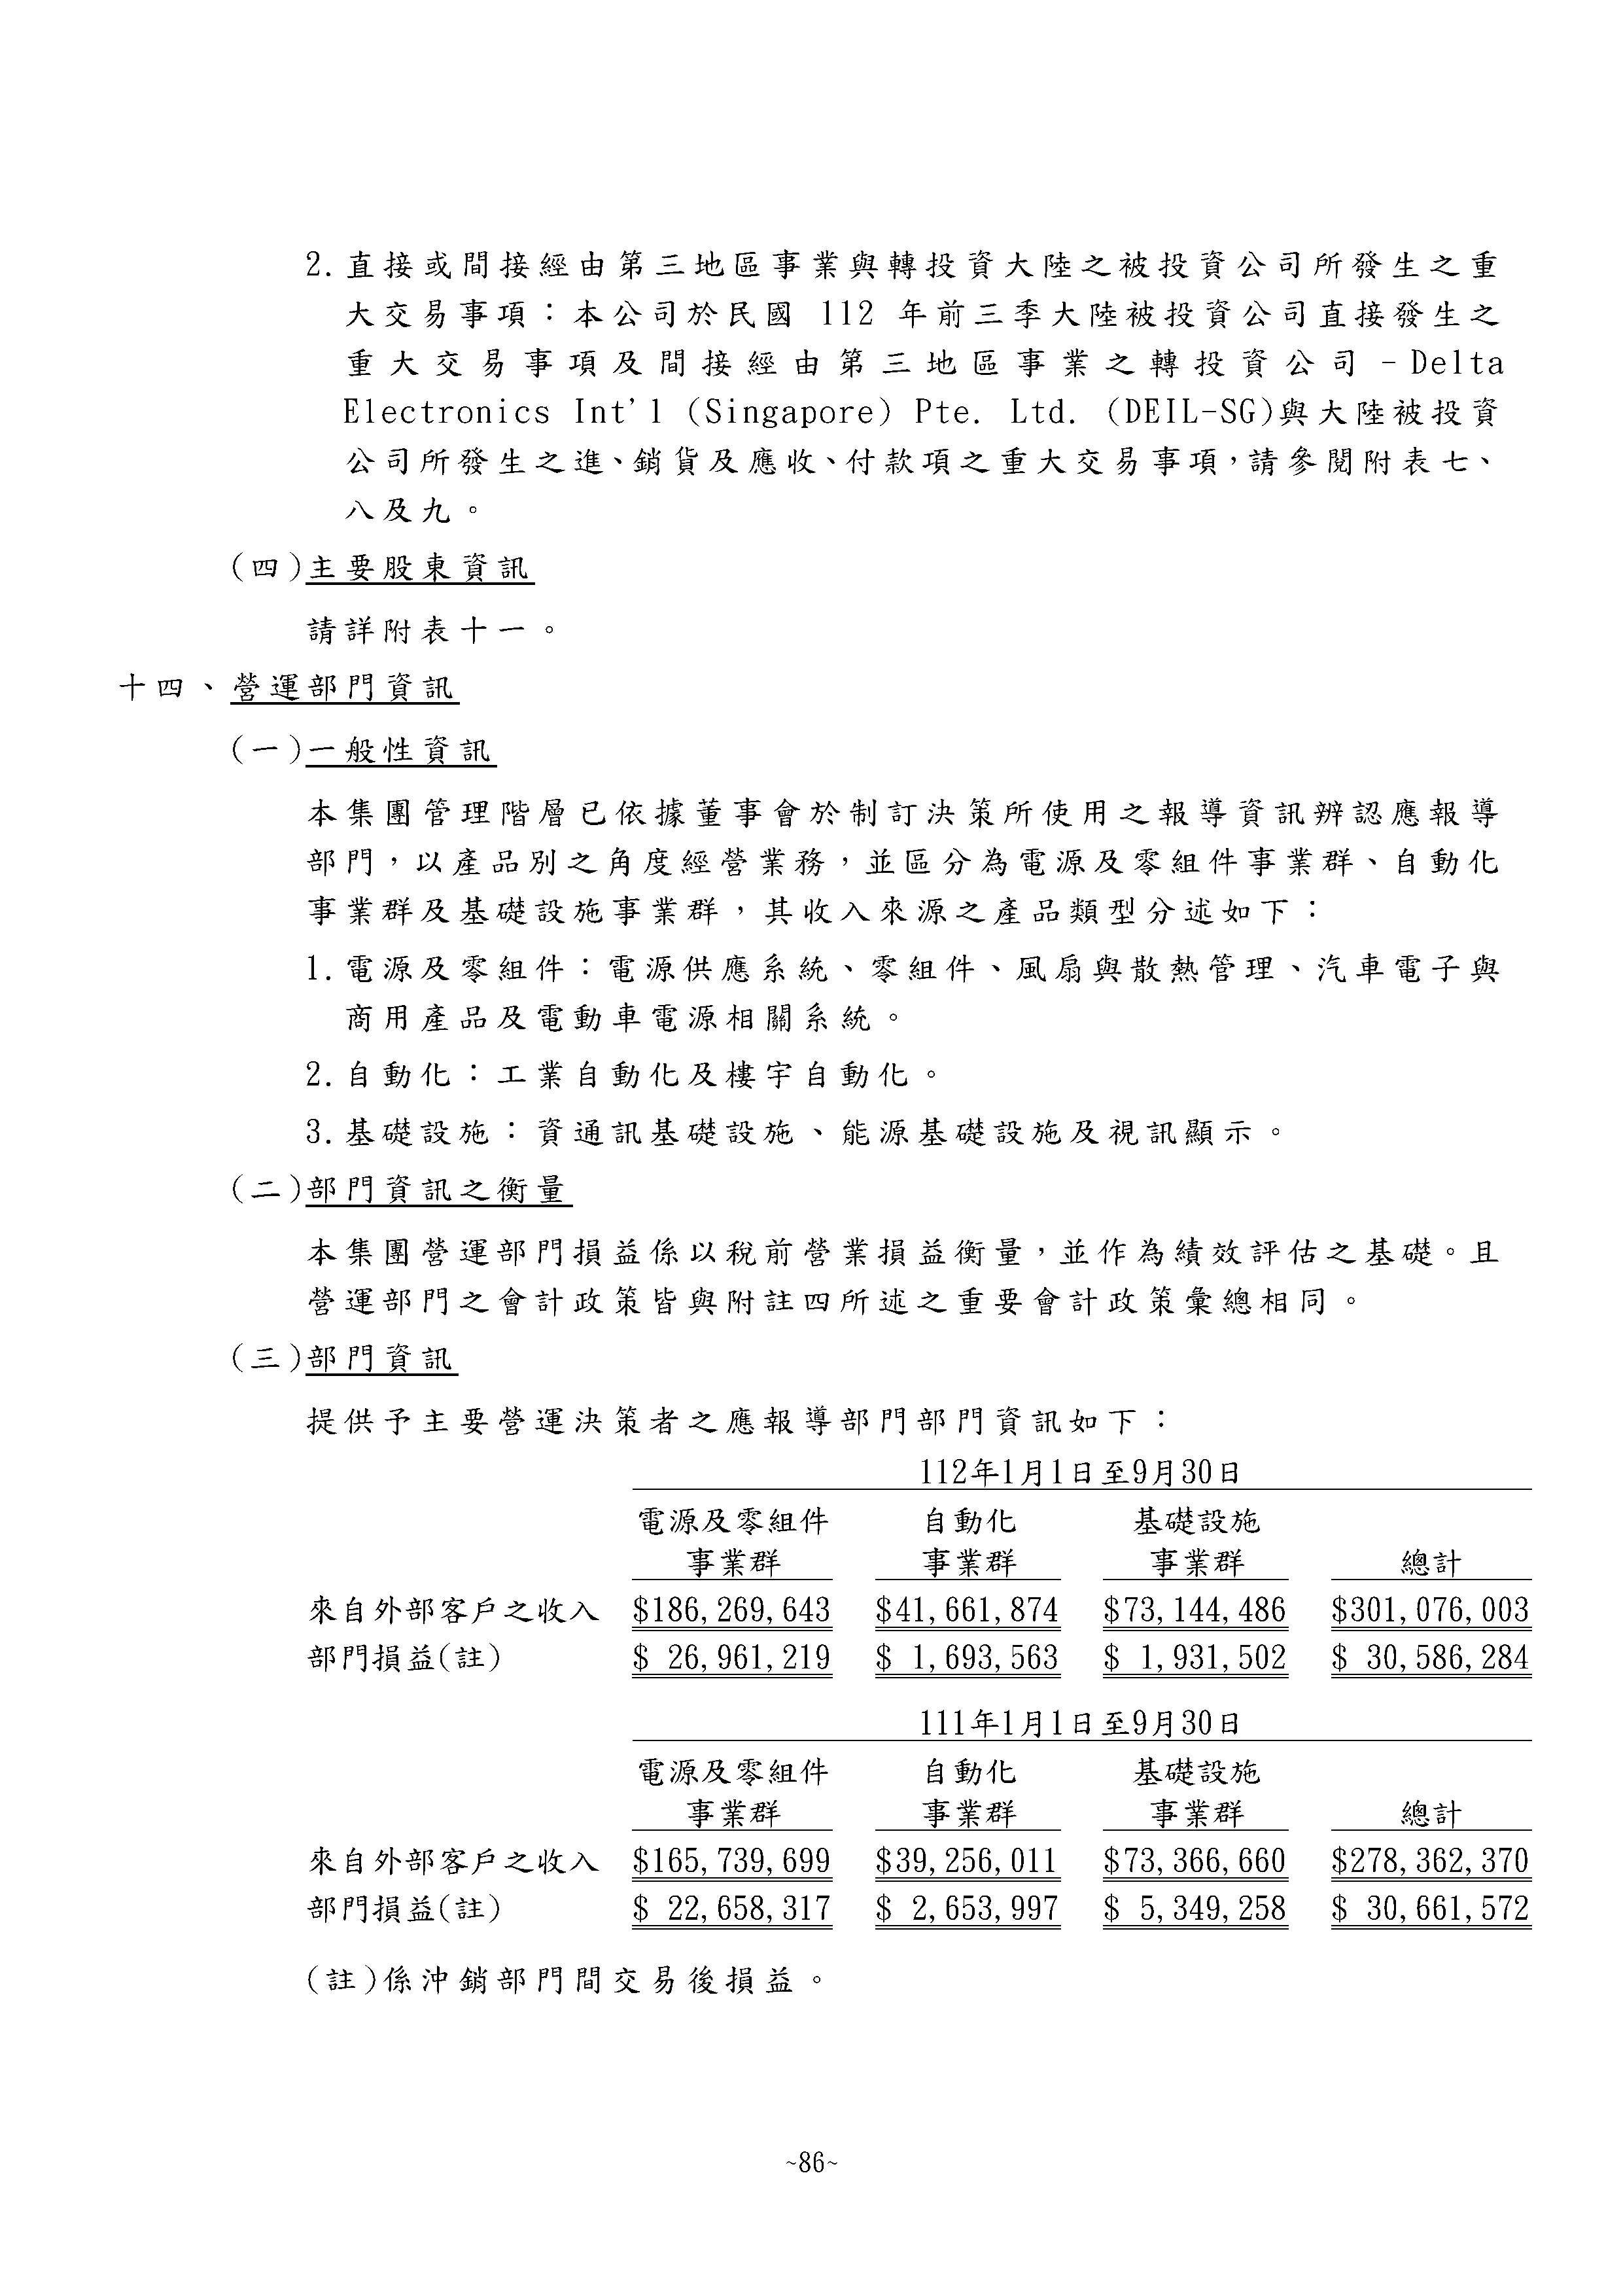 2. 直接或間接經由第三地區事業與轉投資大陸之被投資公司所發生之重
大交易事項：本公司於民國 112 年前三季大陸被投資公司直接發生之
重大交易事項及間接經由第三地區事業之轉投資公司 –Delta
Electronics Int'l (Singapore) Pte. Ltd. (DEIL-SG)與大陸被投資
公司所發生之進、銷貨及應收、付款項之重大交易事項，請參閱附表七、
八及九。
(四)主要股東資訊
請詳附表十一。
十四、營運部門資訊
(一)一般性資訊
本集團管理階層已依據董事會於制訂決策所使用之報導資訊辨認應報導
部門，以產品別之角度經營業務，並區分為電源及零組件事業群、自動化
事業群及基礎設施事業群，其收入來源之產品類型分述如下：
1. 電源及零組件：電源供應系統、零組件、風扇與散熱管理、汽車電子與
商用產品及電動車電源相關系統。
2. 自動化：工業自動化及樓宇自動化。
3. 基礎設施：資通訊基礎設施、能源基礎設施及視訊顯示。
(二)部門資訊之衡量
本集團營運部門損益係以稅前營業損益衡量，並作為績效評估之基礎。且
營運部門之會計政策皆與附註四所述之重要會計政策彙總相同。
(三)部門資訊
提供予主要營運決策者之應報導部門部門資訊如下：
112年1月1日至9月30日
電源及零組件 自動化 基礎設施
事業群 事業群 事業群 總計
來自外部客戶之收入 $186,269,643 $41,661,874 $73,144,486 $301,076,003
部門損益(註) $ 26,961,219 $ 1,693,563 $ 1,931,502 $ 30,586,284
111年1月1日至9月30日
電源及零組件 自動化 基礎設施
事業群 事業群 事業群 總計
來自外部客戶之收入 $165,739,699 $39,256,011 $73,366,660 $278,362,370
部門損益(註) $ 22,658,317 $ 2,653,997 $ 5,349,258 $ 30,661,572
(註)係沖銷部門間交易後損益。
~86~